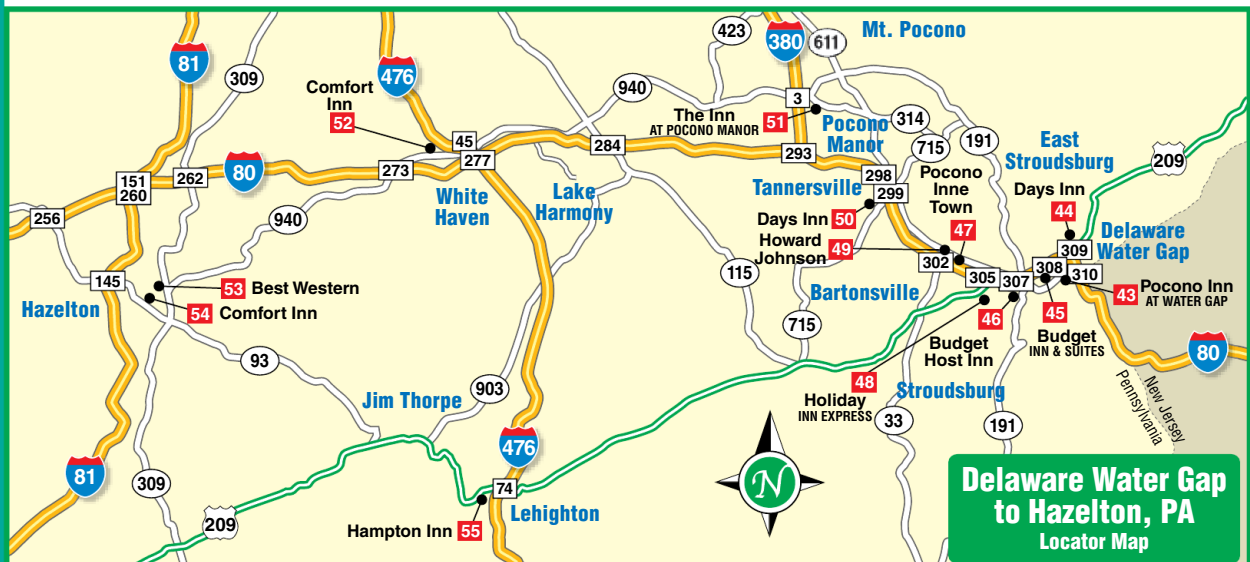 423
380
611
Mt. Pocono
81
309
476
Comfort
Inn
52
940
3
The Inn
AT POCONO MANOR
51
Pocono
Manor
314
715
191
East
Stroudsburg
209
45
277
284
293
298
299
151
260
262
80
273
White
Haven
Lake
Harmony
Tannersville
Pocono
Inne
Town
47
Days Inn
44
Days Inn
50
Howard
Johnson
49
Delaware
Water Gap
256
940
302
305
307
308
309
310
145
53
Best Western
54
Comfort Inn
Hazelton
115
Bartonsville
43
Pocono Inn
AT WATER GAP
46
45
715
Budget
Host Inn
Budget
INN & SUITES
80
93
903
Jim Thorpe
48
Holiday
INN EXPRESS
Stroudsburg
33
191
New Jersey
Pennsylvania
81
309
209
476
74
Lehighton
Hampton Inn
55
N
Delaware Water Gap
to Hazelton, PA
Locator Map